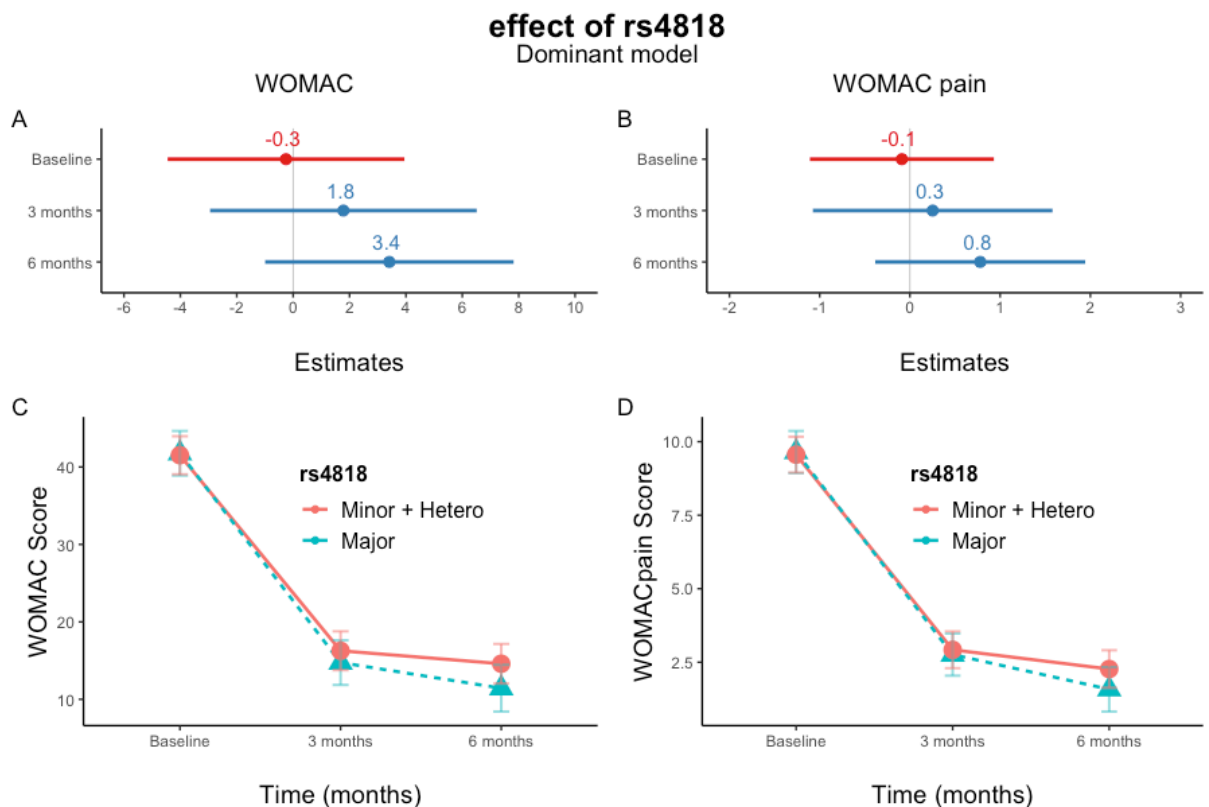 effect of rs4818
Dominant model
WOMAC
WOMAC pain
A
-0.3
Baseline
1.8
3 months
3.4
6 months
-6 -4 -2 0 2 4 6 8 10
Estimates
B
-0.1
Baseline
0.3
3 months
0.8
6 months
-2 -1 0 1 2 3
Estimates
C
WOMAC Score
40
30
20
10
rs4818
Minor + Hetero
Major
Baseline 3 months 6 months
Time (months)
D
WOMACpain Score
10.0
7.5
5.0
2.5
rs4818
Minor + Hetero
Major
Baseline 3 months 6 months
Time (months)